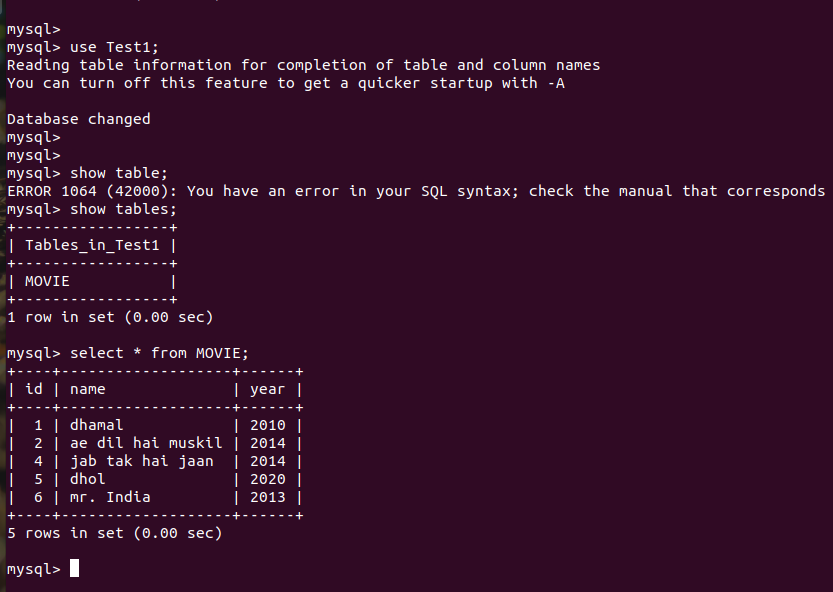 mysql>
mysql> use Test1;
Reading table information for completion of table and column names
You can turn off this feature to get a quicker startup with -A
Database changed
mysql>
mysql>
mysql> show table;
ERROR 1064 (42000): You have an error in your SQL syntax; check the manual that corresponds
mysql> show tables;
+-----------------+
| Tables_in_Test1 |
+-----------------+
| MOVIE           |
+-----------------+
1 row in set (0.00 sec)
mysql> select * from MOVIE;
+----+-------------------+------+
| id | name              | year |
+----+-------------------+------+
|  1 | dhamal            | 2010 |
|  2 | ae dil hai muskil | 2014 |
|  4 | jab tak hai jaan  | 2014 |
|  5 | dhol              | 2020 |
|  6 | mr. India         | 2013 |
+----+-------------------+------+
5 rows in set (0.00 sec)
mysql>